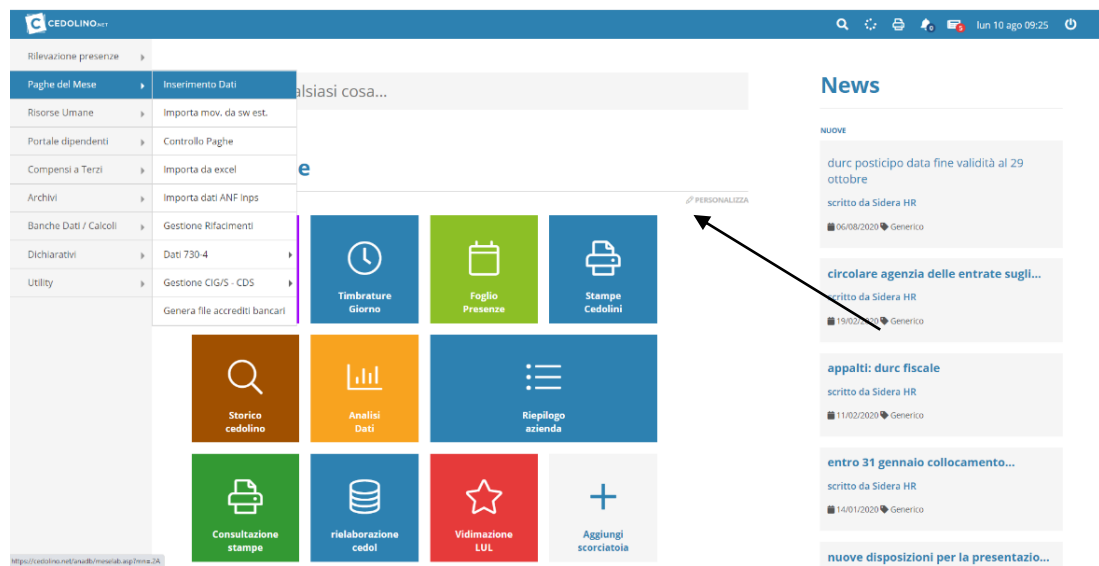 CEDOLINO.NET
lun 10 ago 09:25
Rilevazione presenze
Paghe del Mese
Risorse Umane
Portale dipendenti
Compensi a Terzi
Archivi
Banche Dati / Calcoli
Dichiarativi
Utility
Inserimento Dati
Importa mov. da sw est.
Controllo Paghe
Importa da excel
Importa dati ANF Inps
Gestione Rifacimenti
Dati 730-4
Gestione CIG/S - CDS
Genera file accrediti bancari
alsiasi cosa...
e
PERSONALIZZA
Timbrature
Giorno
Foglio
Presenze
Stampe
Cedolini
Storico
cedolino
Analisi
Dati
Riepilogo
azienda
Consultazione
stampe
rielaborazione
cedol
Vidimazione
LUL
Aggiungi
scorciatoia
News
NUOVE
durc posticipo data fine validità al 29
ottobre
scritto da Sidera HR
06/08/2020 Generico
circolare agenzia delle entrate sugli...
scritto da Sidera HR
19/02/2020 Generico
appalti: durc fiscale
scritto da Sidera HR
11/02/2020 Generico
entro 31 gennaio collocamento...
scritto da Sidera HR
14/01/2020 Generico
nuove disposizioni per la presentazio...
https://cedolino.net/anadb/meselab.asp?mnx.2A